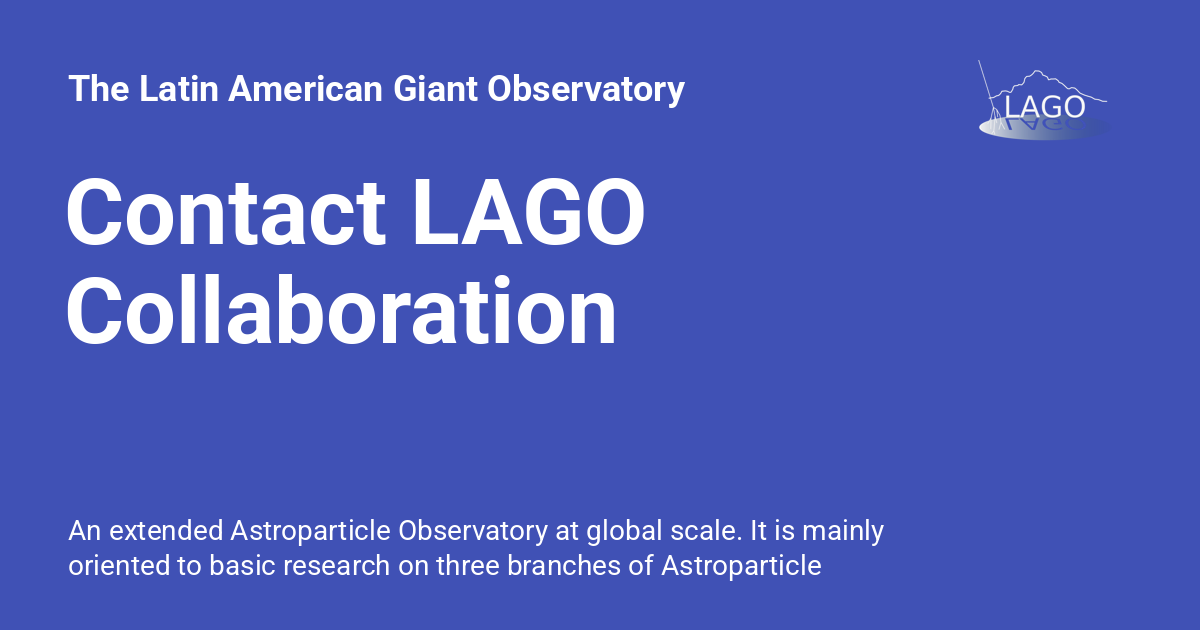 The Latin American Giant Observatory
LAGO
Contact LAGO
Collaboration
An extended Astroparticle Observatory at global scale. It is mainly
oriented to basic research on three branches of Astroparticle